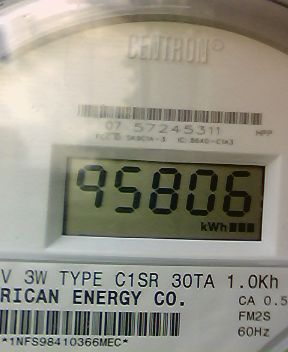 CENTRON®
07 57245311
HPP
95806
kWh
V 3W TYPE C1SR 30TA 1.0Kh
RICAN ENERGY CO.
CA 0.5
FM2S
60Hz
*1NFS98410366MEC*